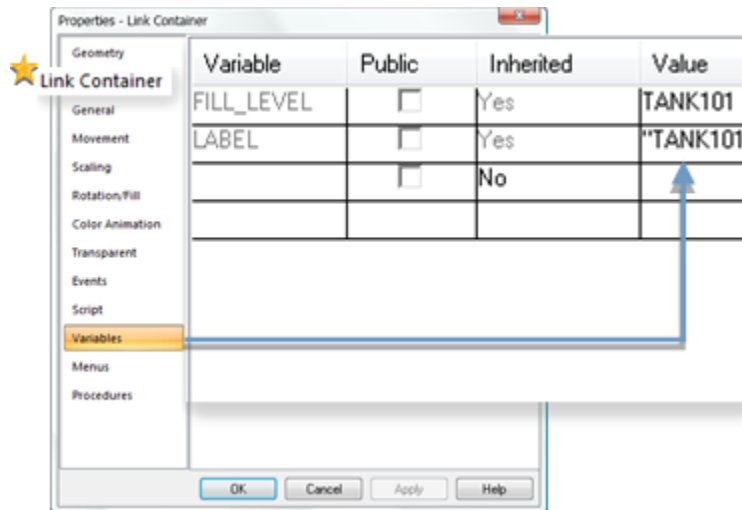 Properties - Link Container
Geometry
Link Container
General
Movement
Scaling
Rotation/Fill
Color Animation
Transparent
Events
Script
Variables
Menus
Procedures
Variable Public Inherited Value
FILL_LEVEL Yes TANK101
LABEL Yes "TANK101
No
OK Cancel Apply Help